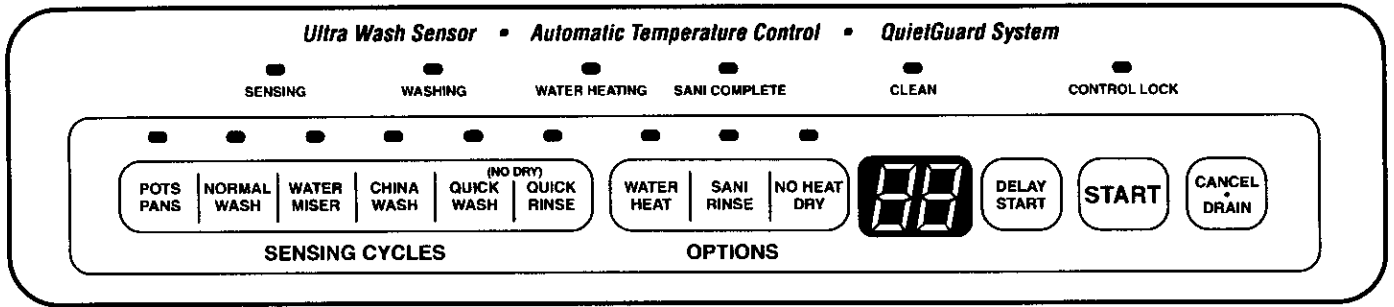 Ultra Wash Sensor • Automatic Temperature Control • QuietGuard System
SENSING WASHING WATER HEATING SANI COMPLETE CLEAN CONTROL LOCK
(NO DRY)
POTS PANS NORMAL WASH WATER MISER CHINA WASH QUICK WASH QUICK RINSE WATER HEAT SANI RINSE NO HEAT DRY 88 DELAY START START CANCEL • DRAIN
SENSING CYCLES OPTIONS